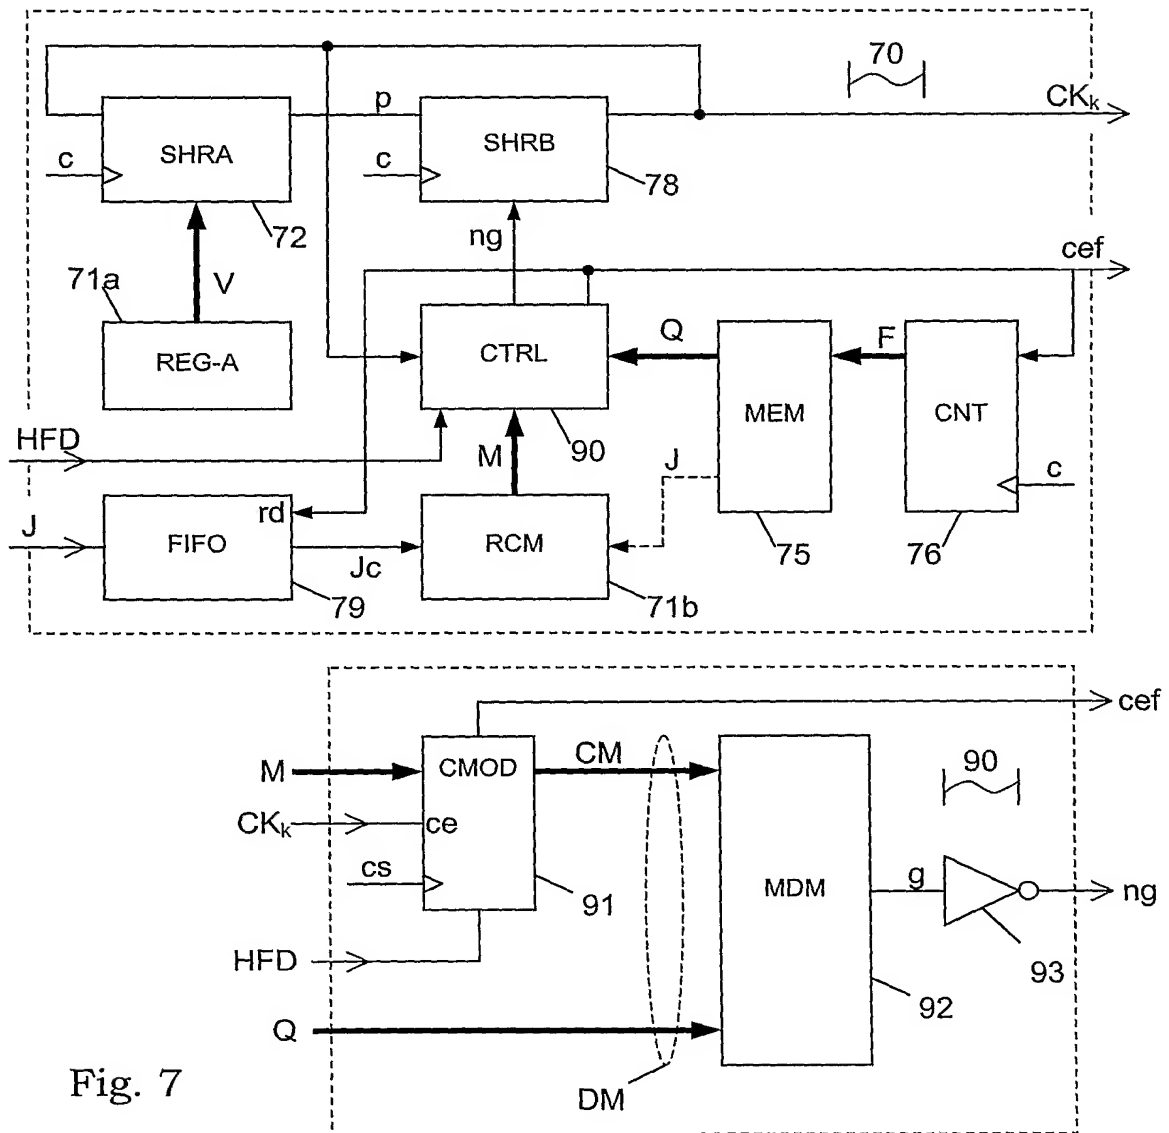 70
CKₖ
p
c
SHRA
c
SHRB
72
78
ng
cef
71a
V
REG-A
CTRL
Q
F
MEM
CNT
HFD
M
90
J
c
J
rd
FIFO
Jc
RCM
75
76
79
71b
cef
M
CMOD
CM
90
CKₖ
ce
cs
91
MDM
g
ng
HFD
93
92
Q
DM
Fig. 7